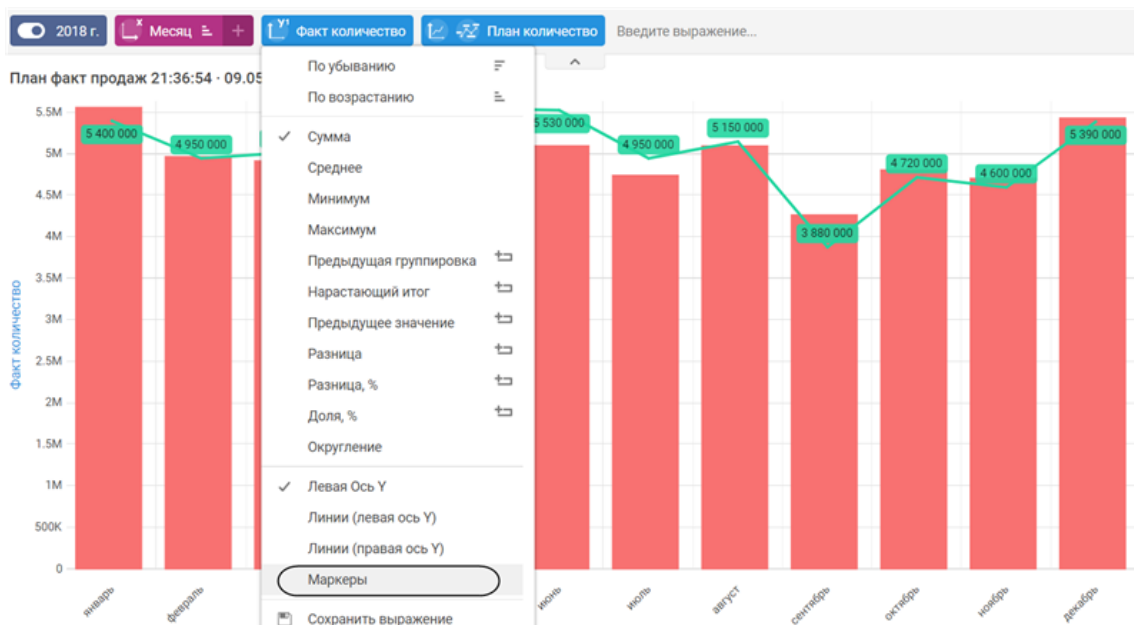 2018 г. X Месяц + Y¹ Факт количество План количество Введите выражение...
План факт продаж 21:36:54 · 09.05
По убыванию
По возрастанию
Сумма
Среднее
Минимум
Максимум
Предыдущая группировка
Нарастающий итог
Предыдущее значение
Разница
Разница, %
Доля, %
Округление
Левая Ось Y
Линии (левая ось Y)
Линии (правая ось Y)
Маркеры
Сохранить выражение
Факт количество
5.5M
5M
4.5M
4M
3.5M
3M
2.5M
2M
1.5M
1M
500K
0
5 400 000
4 950 000
5 530 000
4 950 000
5 150 000
3 880 000
4 720 000
4 600 000
5 390 000
январь
февраль
июнь
июль
август
сентябрь
октябрь
ноябрь
декабрь